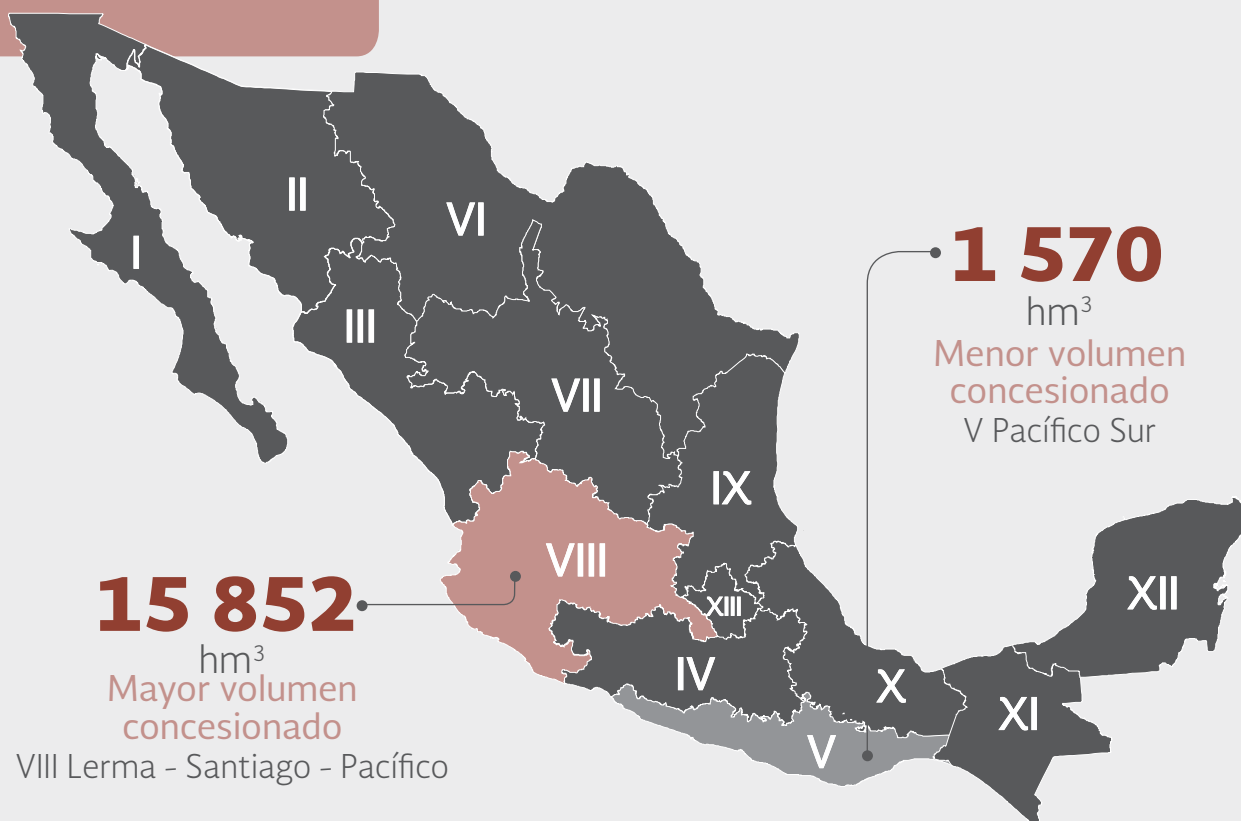 II
VI
I
III
1 570
hm³
Menor volumen
concesionado
V Pacífico Sur
VII
IX
VIII
XIII
XII
15 852
hm³
Mayor volumen
concesionado
VIII Lerma - Santiago - Pacífico
IV
X
XI
V